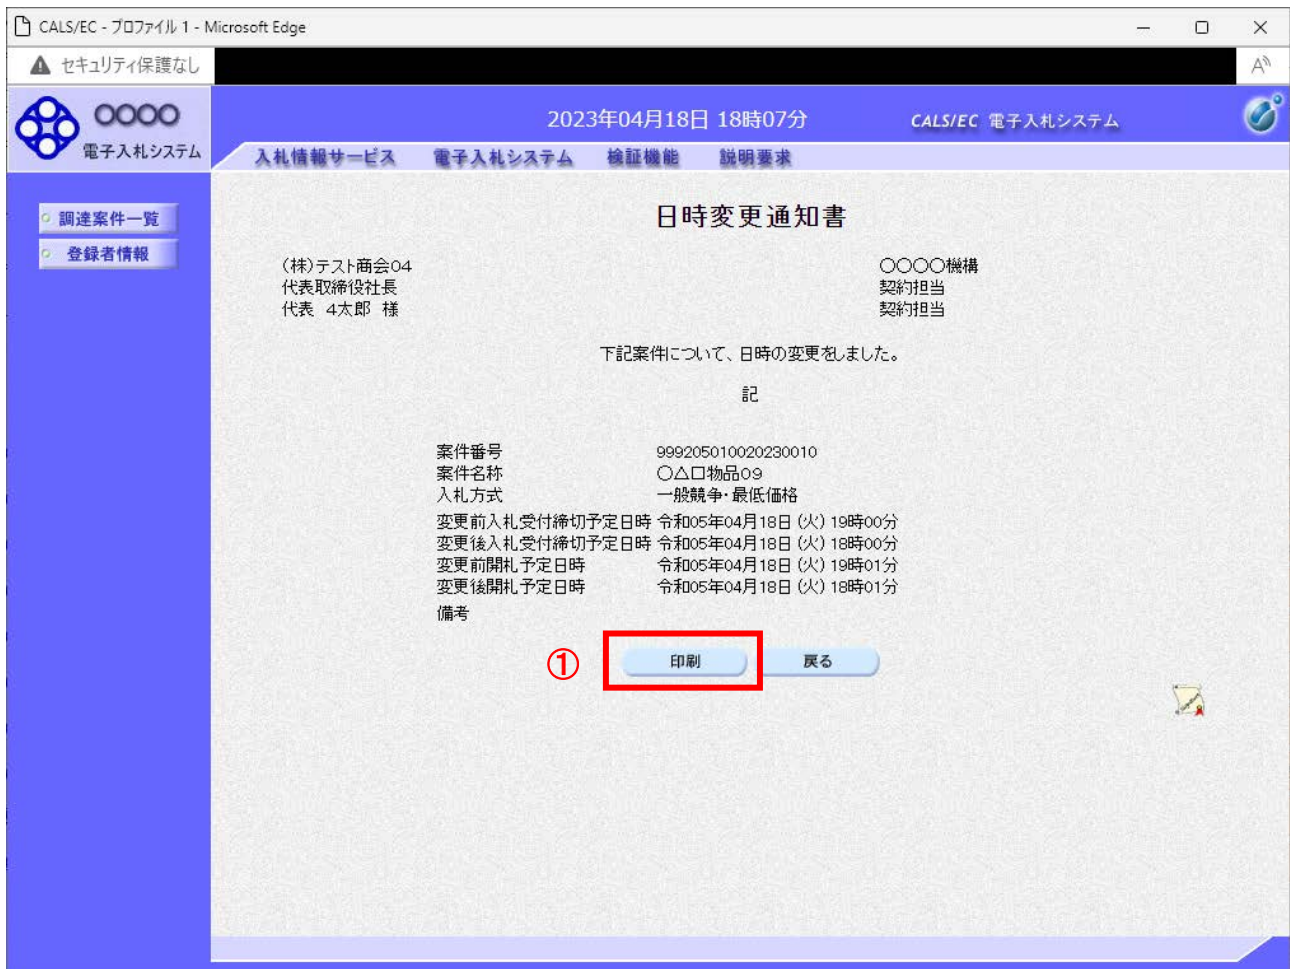 CALS/EC - プロファイル 1 - Microsoft Edge
セキュリティ保護なし
〇〇〇〇
電子入札システム
2023年04月18日 18時07分
CALS/EC 電子入札システム
入札情報サービス 電子入札システム 検証機能 説明要求
調達案件一覧
登録者情報
日時変更通知書
(株)テスト商会04
代表取締役社長
代表 4太郎 様
〇〇〇〇機構
契約担当
契約担当
下記案件について、日時の変更をしました。
記
案件番号 999205010020230010
案件名称 〇△口物品09
入札方式 一般競争・最低価格
変更前入札受付締切予定日時 令和05年04月18日(火)19時00分
変更後入札受付締切予定日時 令和05年04月18日(火)18時00分
変更前開札予定日時 令和05年04月18日(火)19時01分
変更後開札予定日時 令和05年04月18日(火)18時01分
備考
① 印刷 戻る